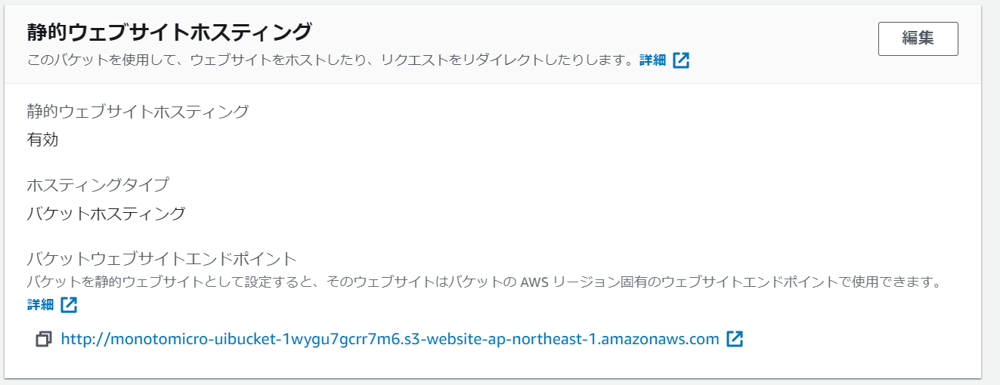 静的ウェブサイトホスティング
編集
このバケットを使用して、ウェブサイトをホストしたり、リクエストをリダイレクトしたりします。詳細
静的ウェブサイトホスティング
有効
ホスティングタイプ
バケットホスティング
バケットウェブサイトエンドポイント
バケットを静的ウェブサイトとして設定すると、そのウェブサイトはバケットの AWS リージョン固有のウェブサイトエンドポイントで使用できます。
詳細
http://monotomicro-uibucket-1wygu7gcrr7m6.s3-website-ap-northeast-1.amazonaws.com